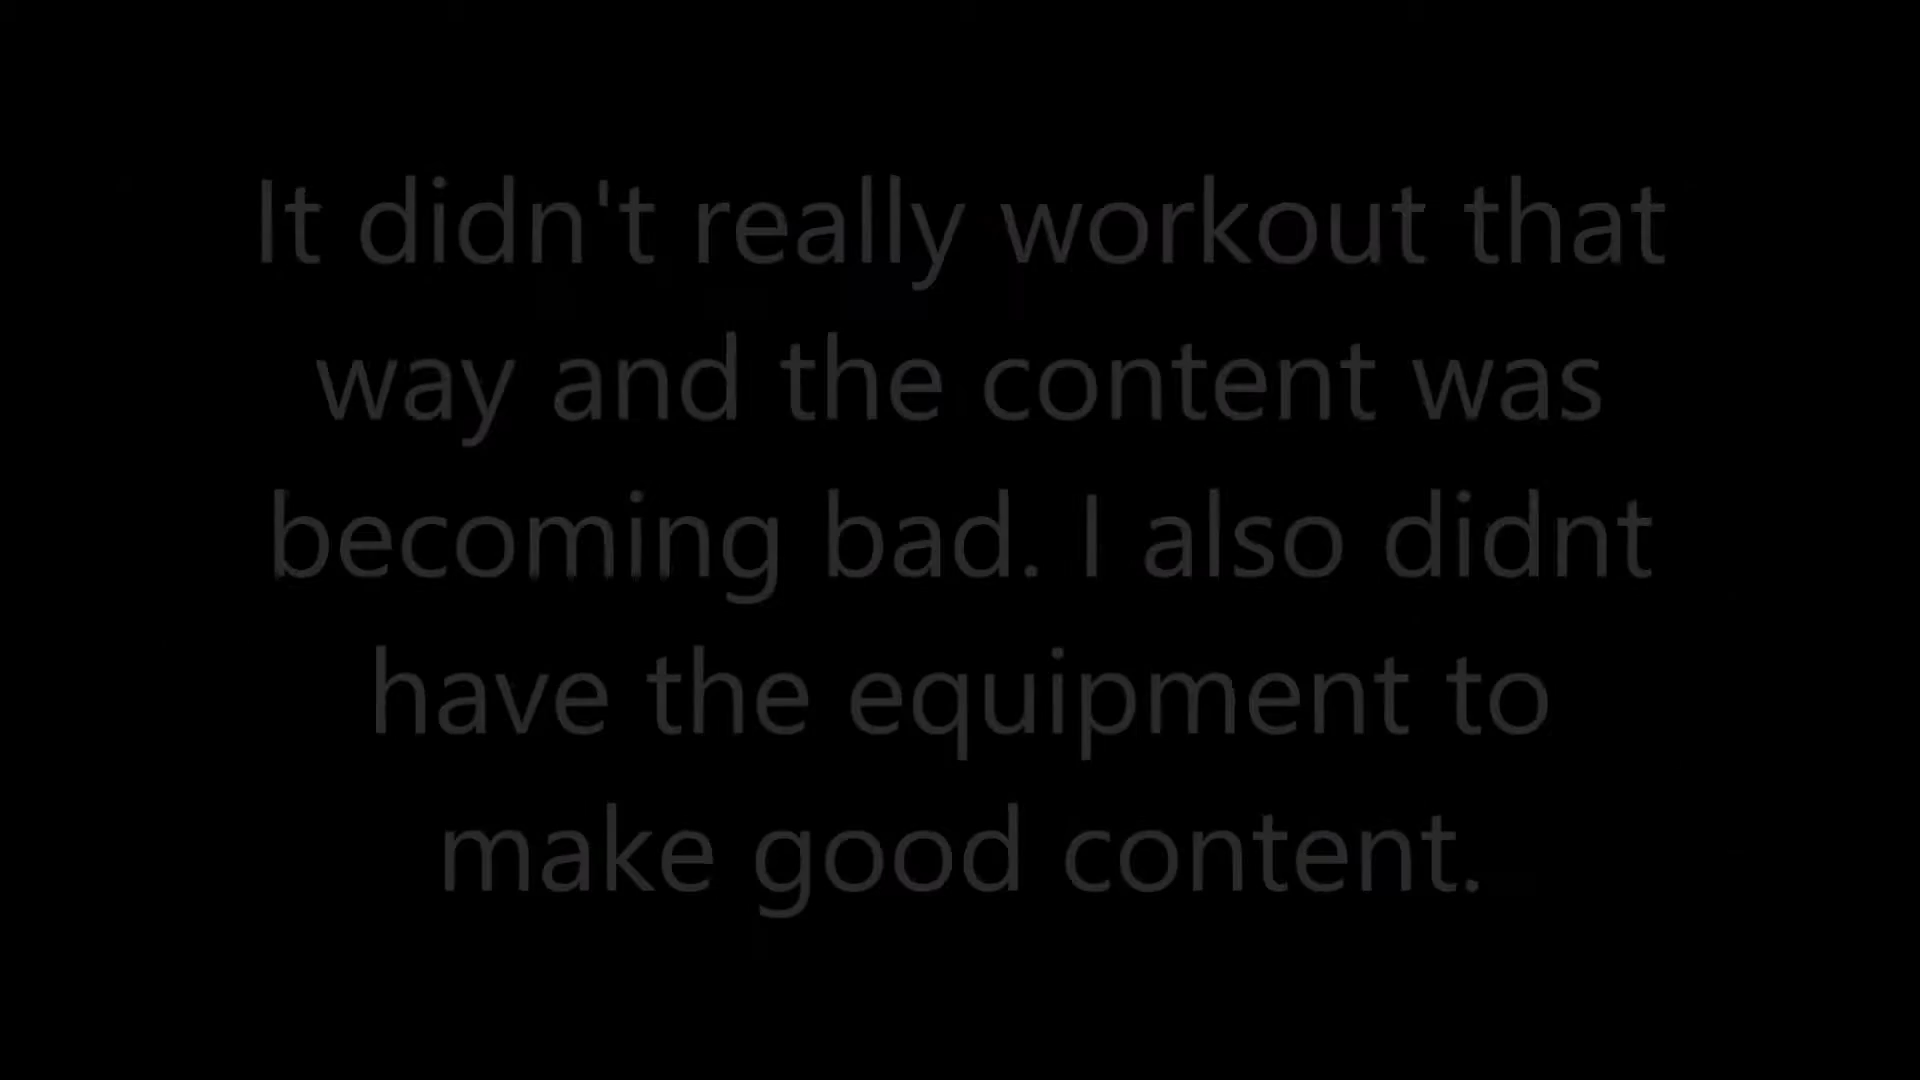 It didn't really workout that
way and the content was
becoming bad. I also didnt
have the equipment to
make good content.